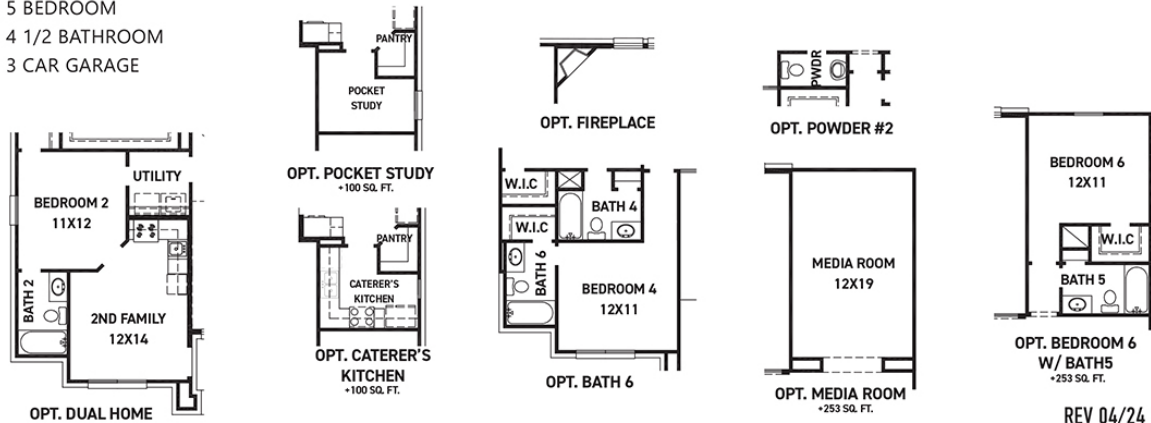 5 BEDROOM
4 1/2 BATHROOM
3 CAR GARAGE
UTILITY
BEDROOM 2
11X12
BATH 2
2ND FAMILY
12X14
OPT. DUAL HOME
PANTRY
POCKET
STUDY
OPT. POCKET STUDY
+100 SQ. FT.
PANTRY
CATERER'S
KITCHEN
OPT. CATERER'S
KITCHEN
+100 SQ. FT.
OPT. FIREPLACE
W.I.C
BATH 4
W.I.C
BATH 6
BEDROOM 4
12X11
OPT. BATH 6
PWDR
OPT. POWDER #2
MEDIA ROOM
12X19
OPT. MEDIA ROOM
+253 SQ. FT.
BEDROOM 6
12X11
W.I.C
BATH 5
OPT. BEDROOM 6
W/ BATH5
+253 SQ. FT.
REV 04/24